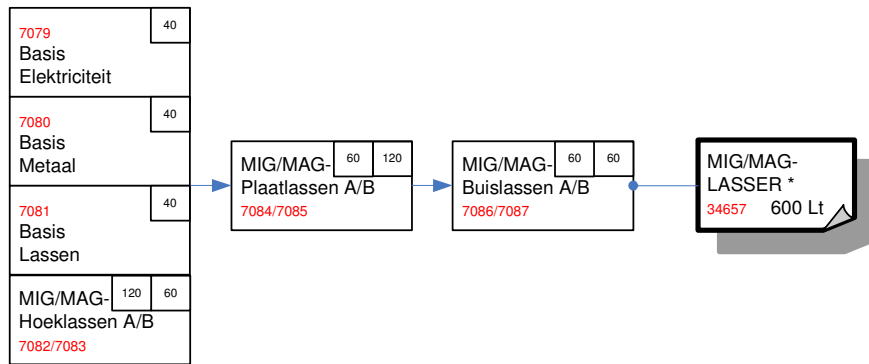 40
7079
Basis
Elektriciteit
40
7080
Basis
Metaal
40
7081
Basis
Lassen
MIG/MAG- 120 60
Hoeklassen A/B
7082/7083
MIG/MAG- 60 120
Plaatlassen A/B
7084/7085
MIG/MAG- 60 60
Buislassen A/B
7086/7087
MIG/MAG-
LASSER *
34657 600 Lt